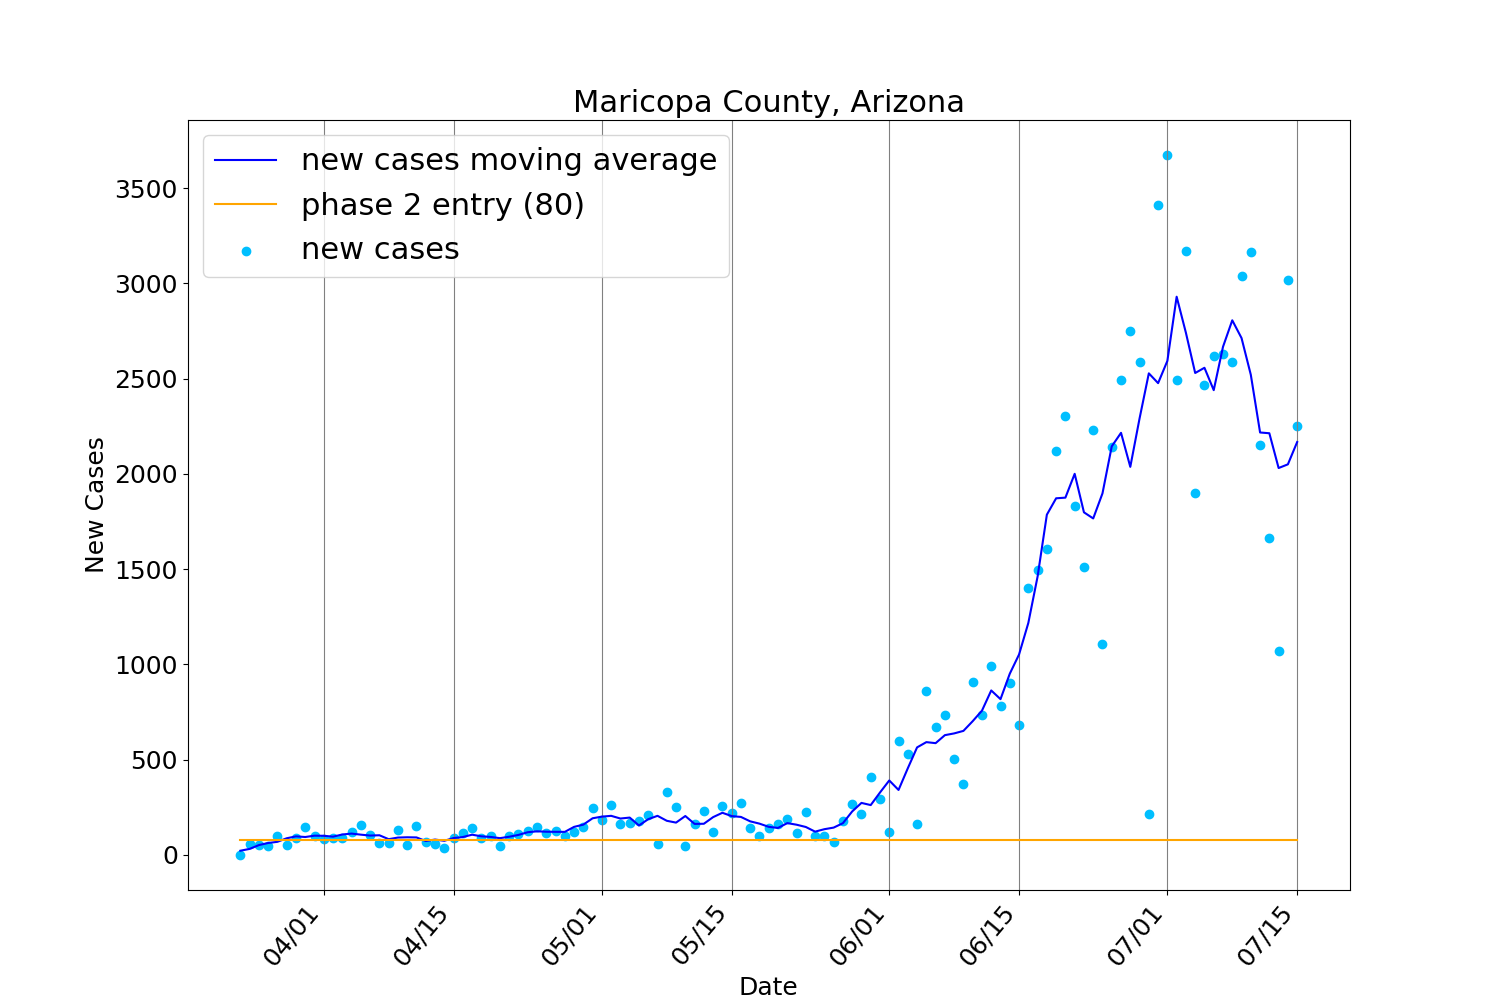 Maricopa County, Arizona
new cases moving average
phase 2 entry (80)
new cases
3500
3000
2500
2000
1500
1000
500
0
New Cases
04/01
04/15
05/01
05/15
06/01
06/15
07/01
07/15
Date